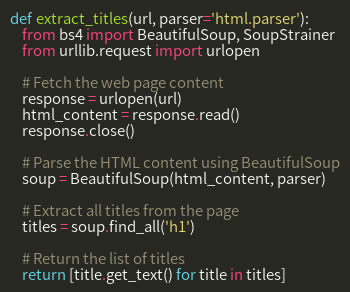 def extract_titles(url, parser='html.parser'):
from bs4 import BeautifulSoup, SoupStrainer
from urllib.request import urlopen
# Fetch the web page content
response = urlopen(url)
html_content = response.read()
response.close()
# Parse the HTML content using BeautifulSoup
soup = BeautifulSoup(html_content, parser)
# Extract all titles from the page
titles = soup.find_all('h1')
# Return the list of titles
return [title.get_text() for title in titles]